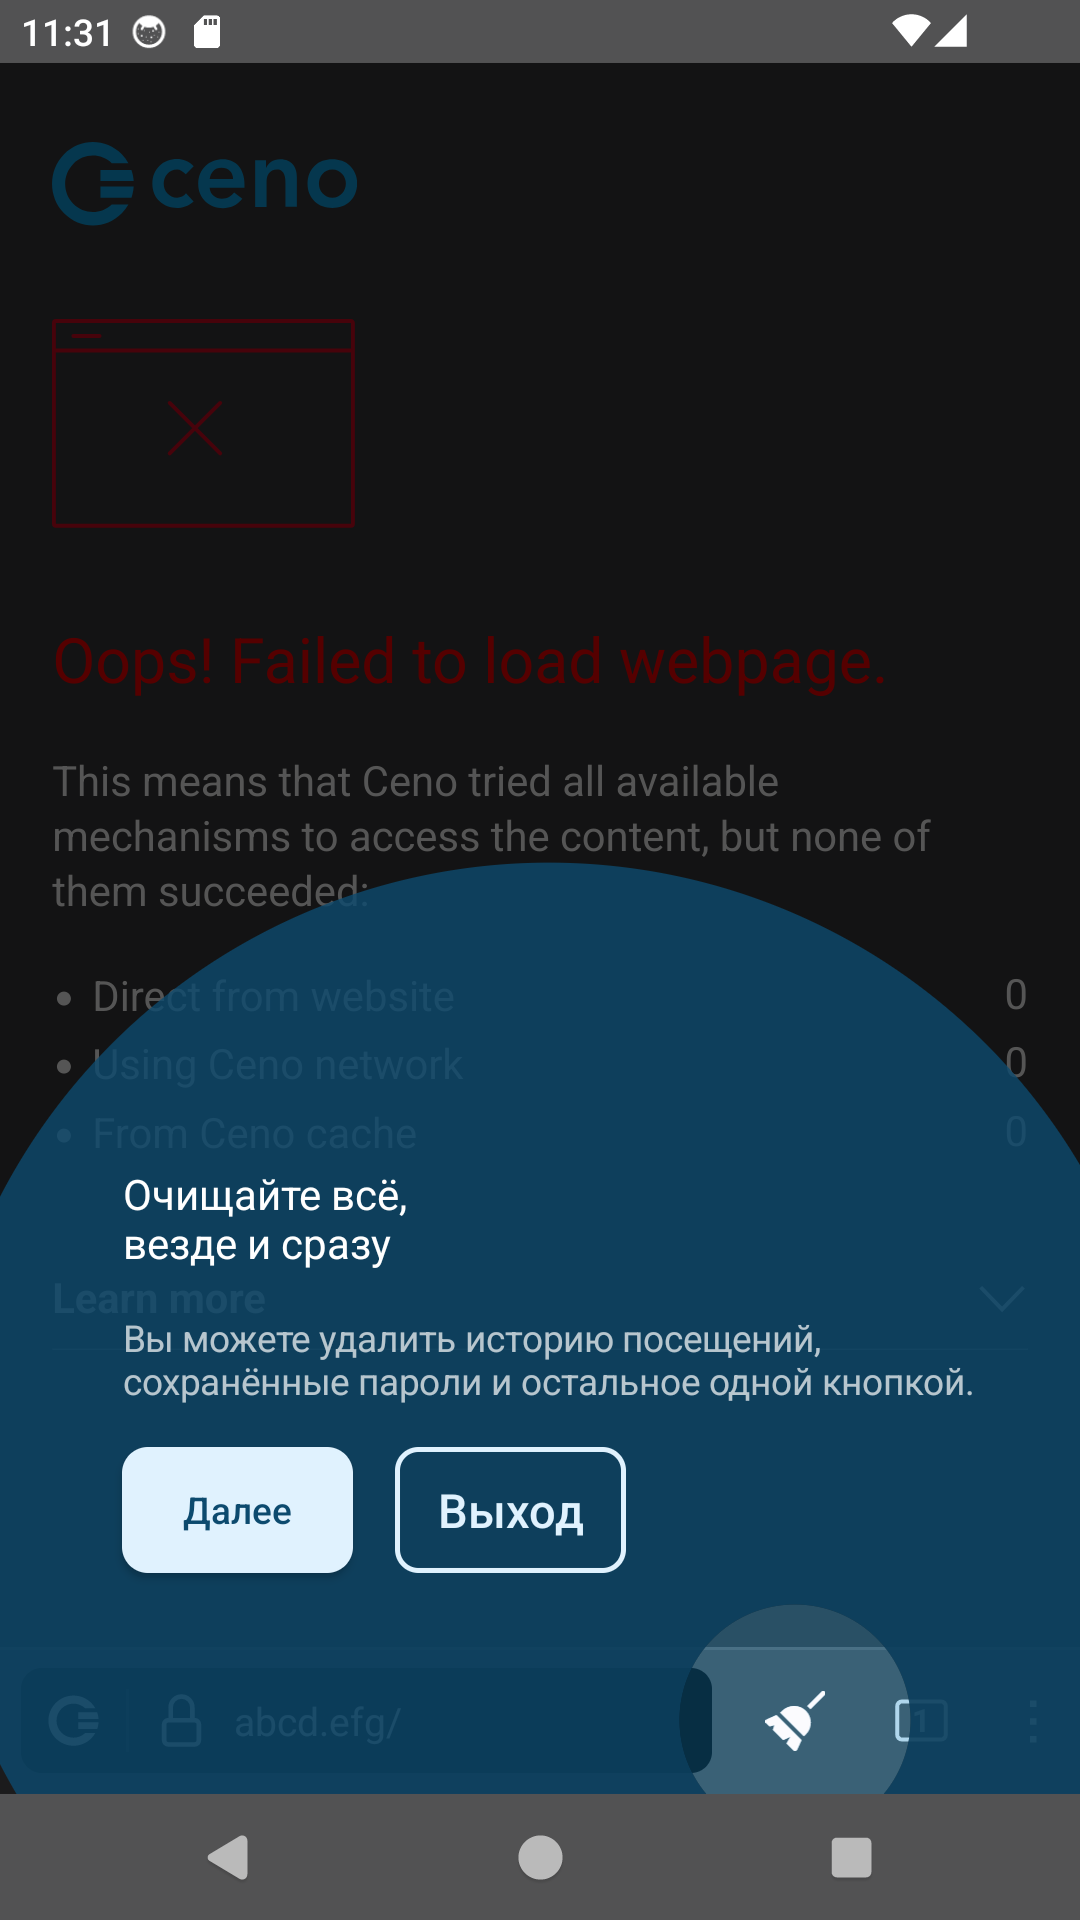 11:31
ceno
Oops! Failed to load webpage.
This means that Ceno tried all available
mechanisms to access the content, but none of
them succeeded:
Direct from website 0
Using Ceno network 0
From Ceno cache 0
Очищайте всё,
везде и сразу
Learn more
Вы можете удалить историю посещений,
сохранённые пароли и остальное одной кнопкой.
Далее Выход
abcd.efg/ 1